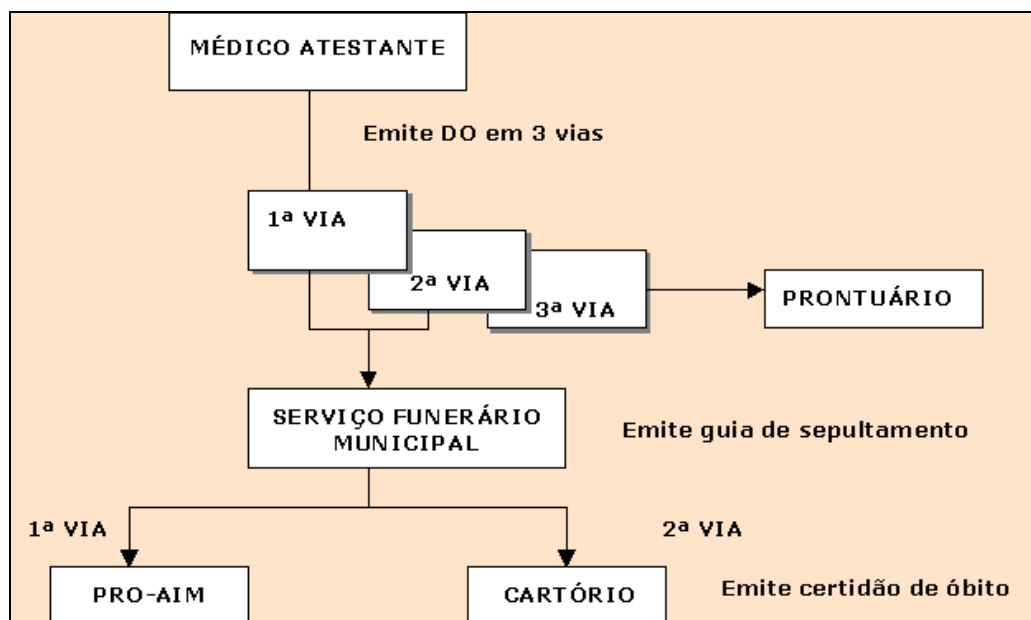 MÉDICO ATESTANTE
Emite DO em 3 vias
1ª VIA
2ª VIA
3ª VIA
PRONTUÁRIO
SERVIÇO FUNERÁRIO
MUNICIPAL
Emite guia de sepultamento
1ª VIA
2ª VIA
PRO-AIM
CARTÓRIO
Emite certidão de óbito